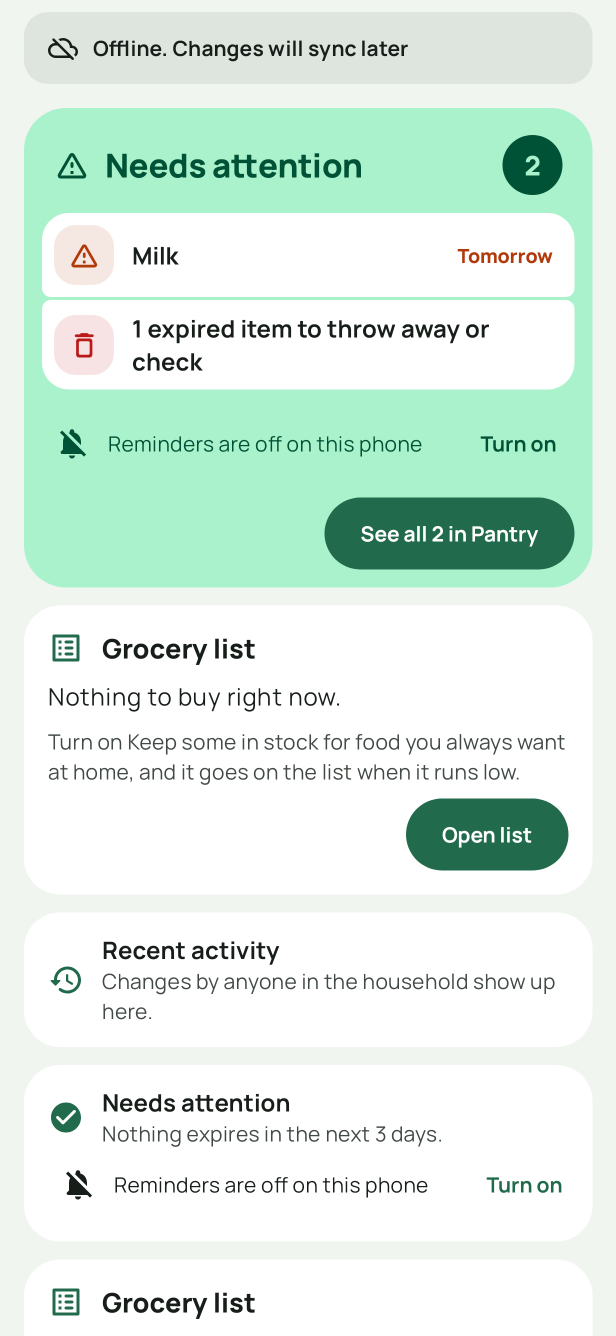 Offline. Changes will sync later
Needs attention
2
Milk
Tomorrow
1 expired item to throw away or
check
Reminders are off on this phone
Turn on
See all 2 in Pantry
Grocery list
Nothing to buy right now.
Turn on Keep some in stock for food you always want
at home, and it goes on the list when it runs low.
Open list
Recent activity
Changes by anyone in the household show up
here.
Needs attention
Nothing expires in the next 3 days.
Reminders are off on this phone
Turn on
Grocery list